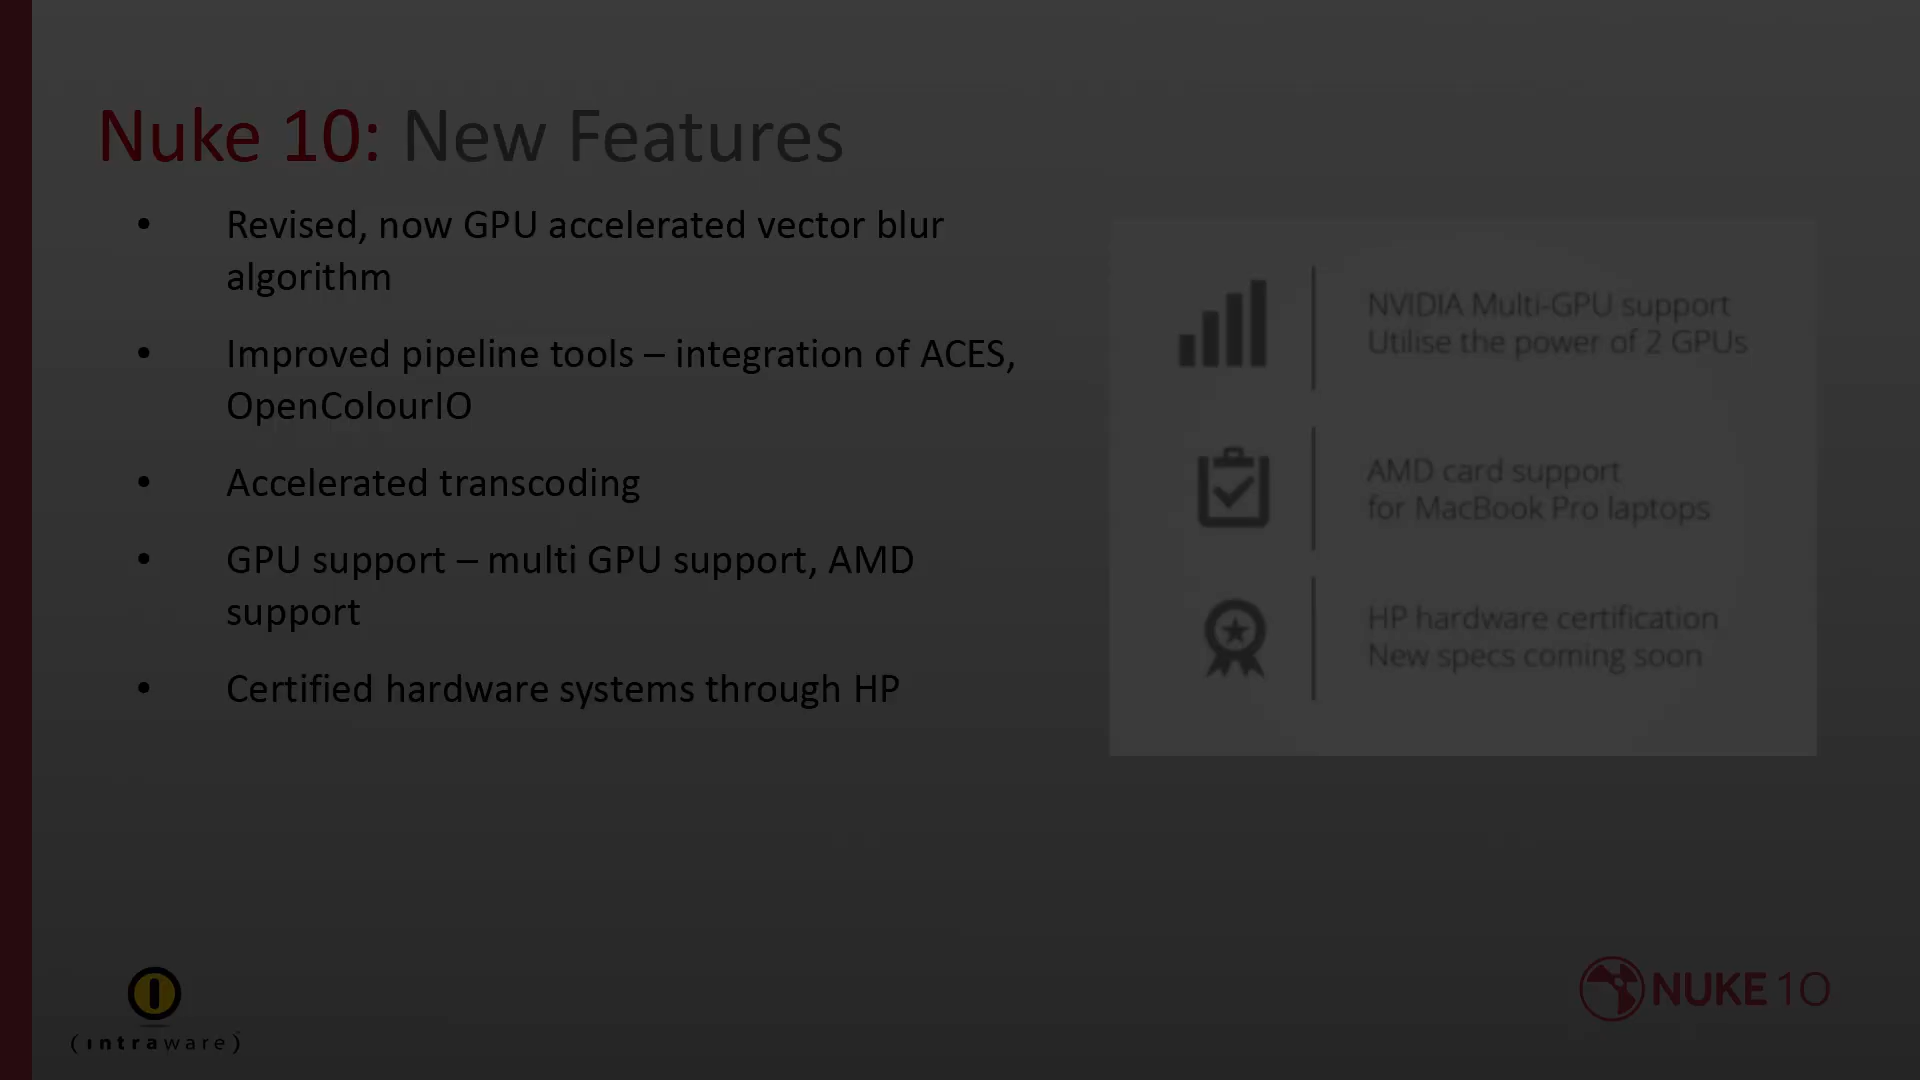 Nuke 10: New Features
• Revised, now GPU accelerated vector blur
algorithm
• Improved pipeline tools – integration of ACES,
OpenColourIO
• Accelerated transcoding
• GPU support – multi GPU support, AMD
support
• Certified hardware systems through HP
NVIDIA Multi-GPU support
Utilise the power of 2 GPUs
AMD card support
for MacBook Pro laptops
HP hardware certification
New specs coming soon
(intraware)
NUKE 10